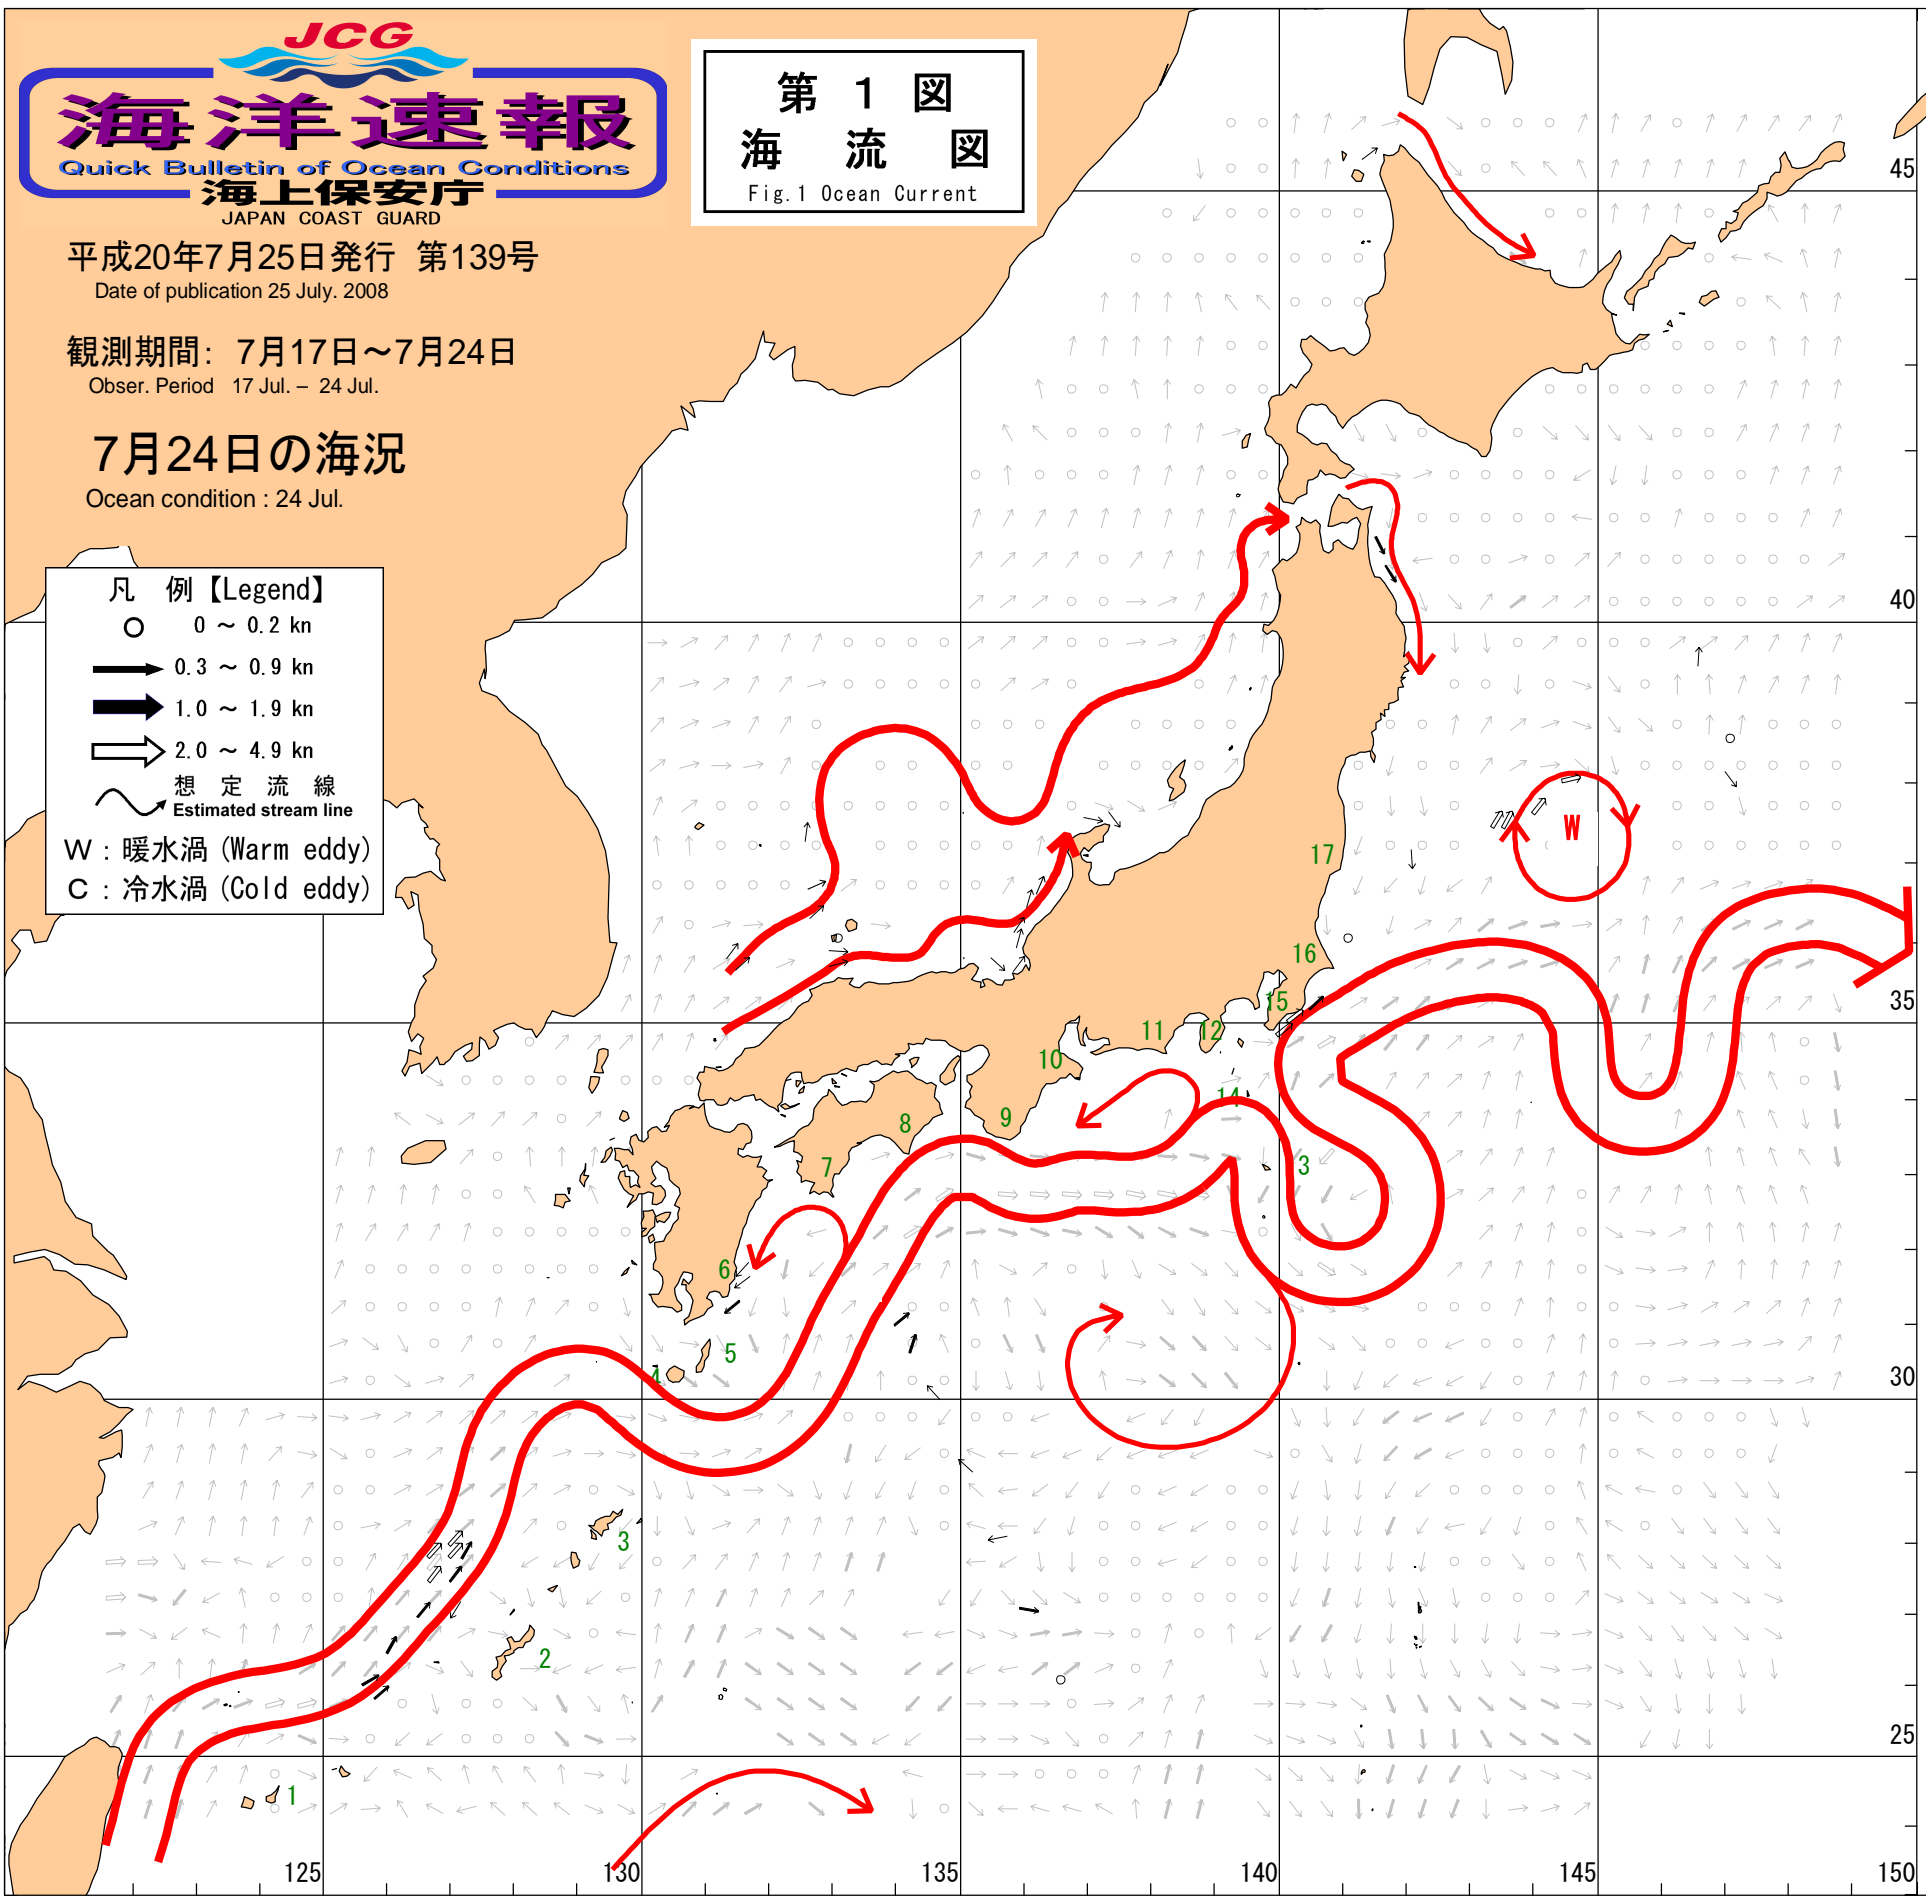 JCG
海洋速報
Quick Bulletin of Ocean Conditions
海上保安庁
JAPAN COAST GUARD
平成20年7月25日発行 第139号
Date of publication 25 July. 2008
観測期間: 7月17日～7月24日
Obser. Period 17 Jul. – 24 Jul.
7月24日の海況
Ocean condition : 24 Jul.
第 1 図
海 流 図
Fig.1 Ocean Current
凡 例【Legend】
0 ～ 0.2 kn
0.3 ～ 0.9 kn
1.0 ～ 1.9 kn
2.0 ～ 4.9 kn
想 定 流 線
Estimated stream line
W : 暖水渦 (Warm eddy)
C : 冷水渦 (Cold eddy)
45
40
W
17
16
35
15
12
11
10
14
9
8
7
3
6
5
4
30
3
2
25
1
125
130
135
140
145
150